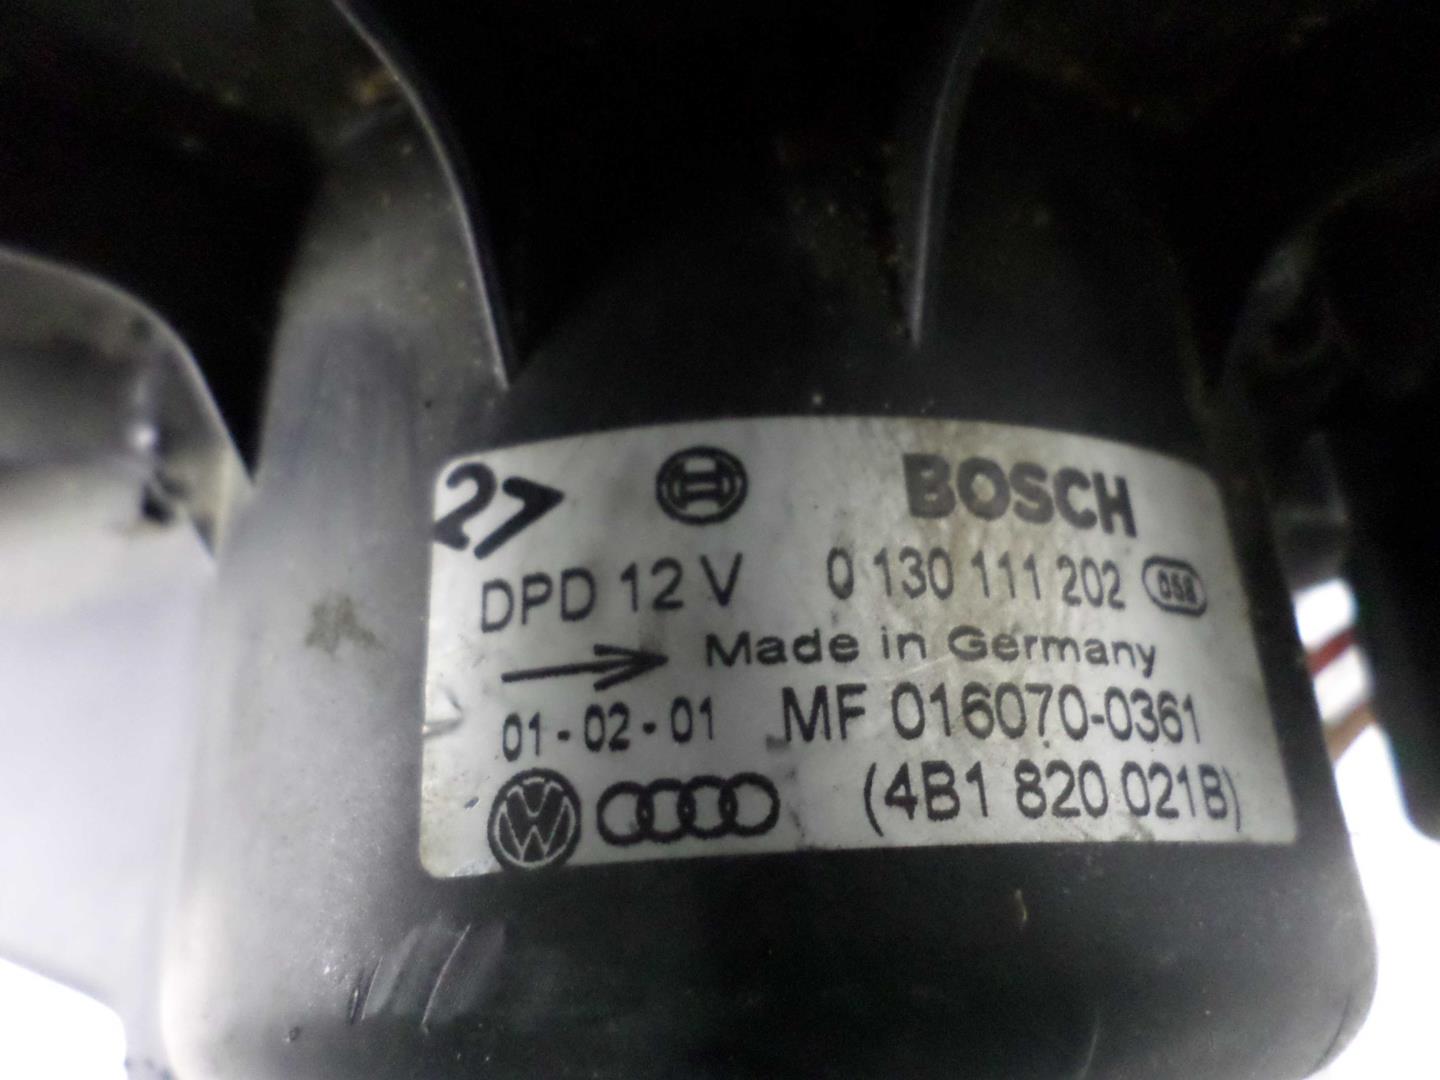 27 BOSCH
DPD 12 V 0 130 111 202 058
Made in Germany
01-02-01 MF 016070-0361
VW (4B1 820 021B)